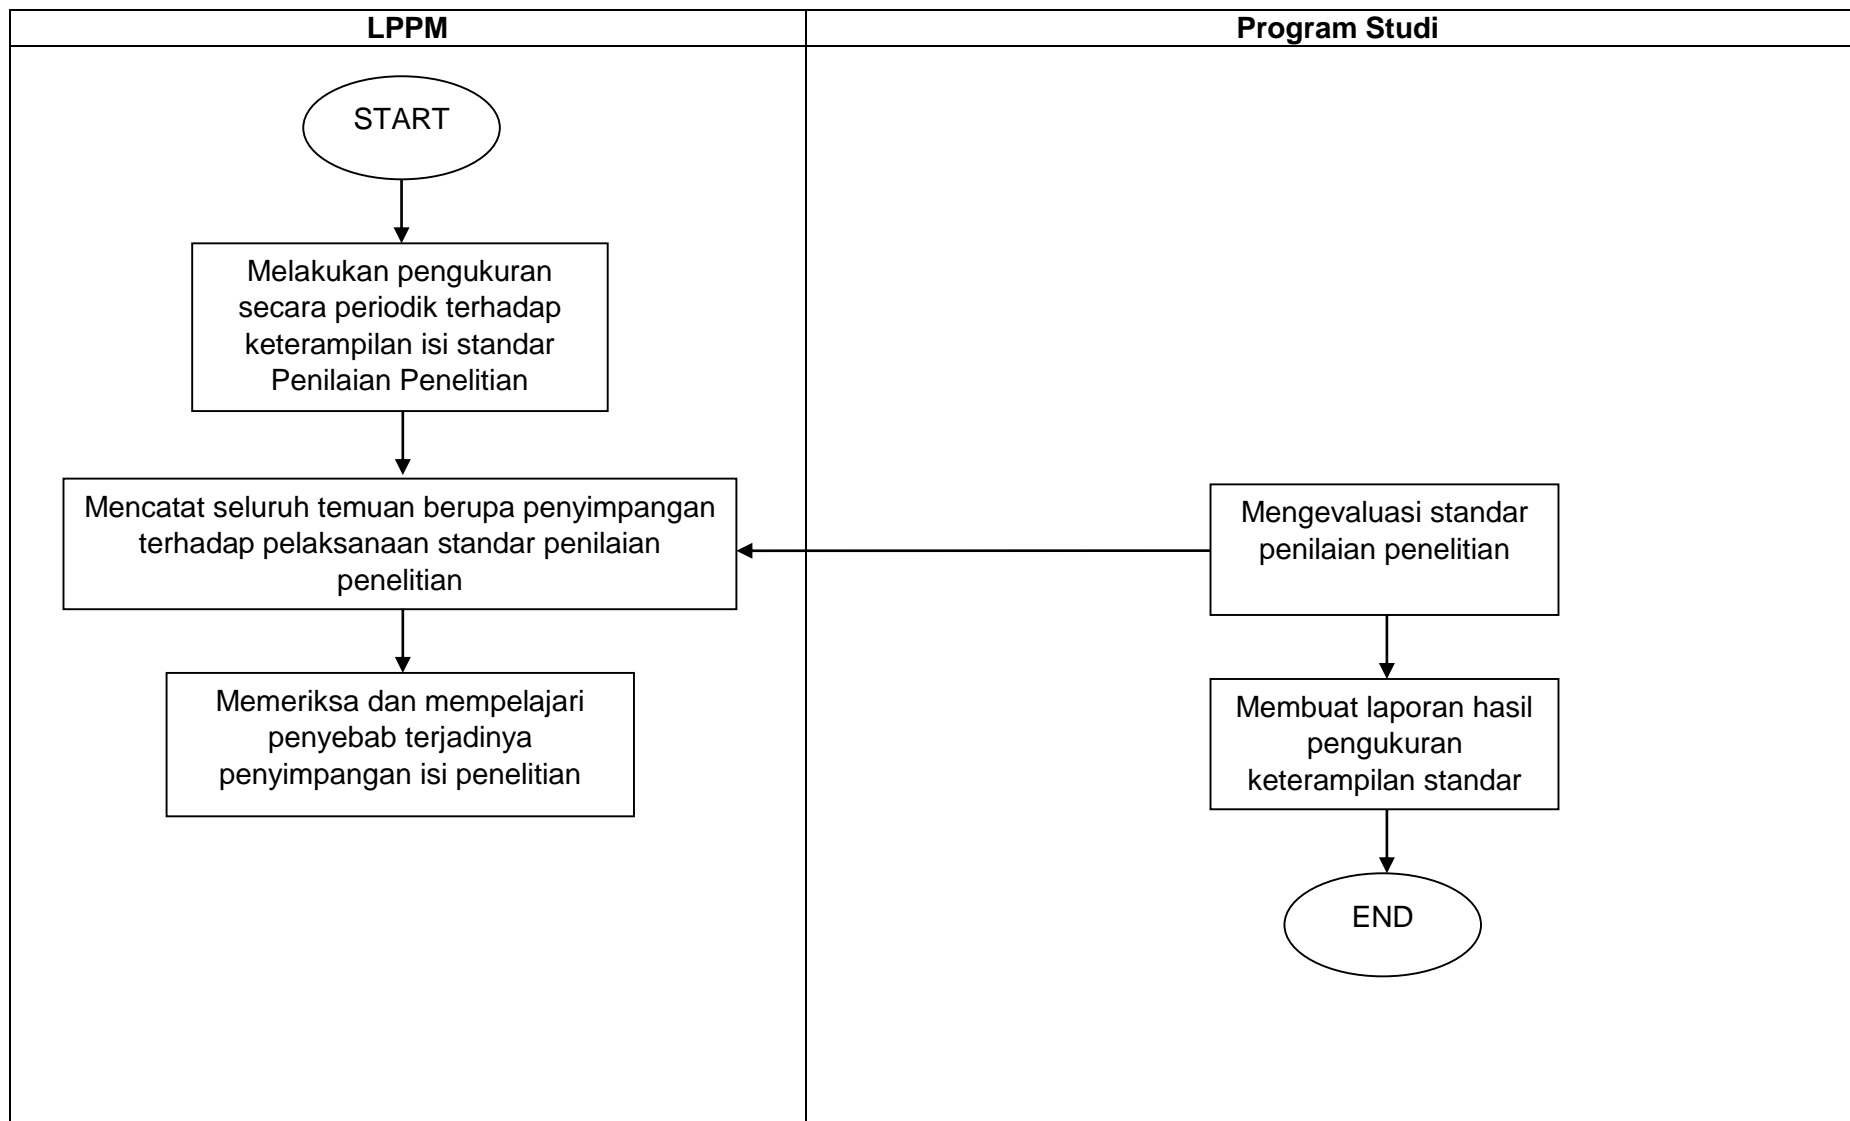 LPPM
Program Studi
START
Melakukan pengukuran
secara periodik terhadap
keterampilan isi standar
Penilaian Penelitian
Mencatat seluruh temuan berupa penyimpangan
terhadap pelaksanaan standar penilaian
penelitian
Mengevaluasi standar
penilaian penelitian
Memeriksa dan mempelajari
penyebab terjadinya
penyimpangan isi penelitian
Membuat laporan hasil
pengukuran
keterampilan standar
END